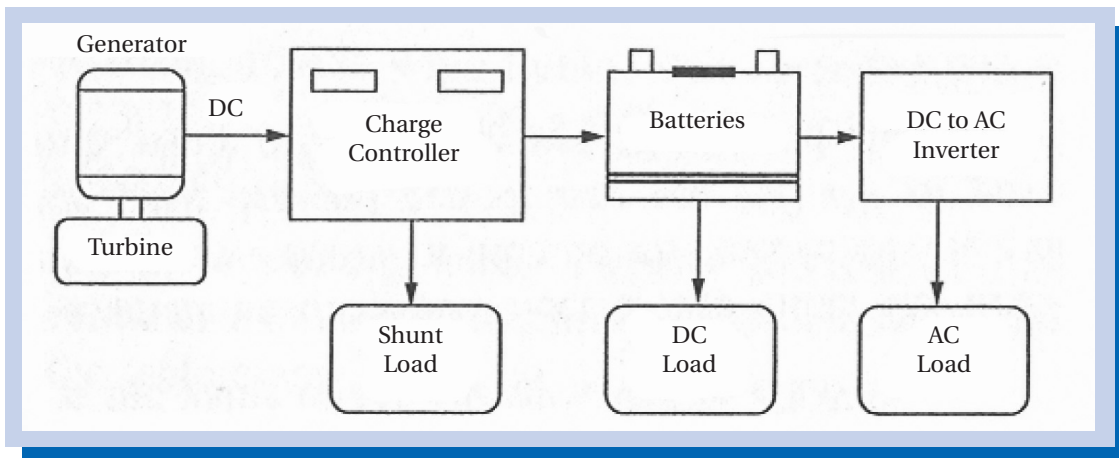 Generator
DC
Charge
Controller
Batteries
DC to AC
Inverter
Turbine
Shunt
Load
DC
Load
AC
Load